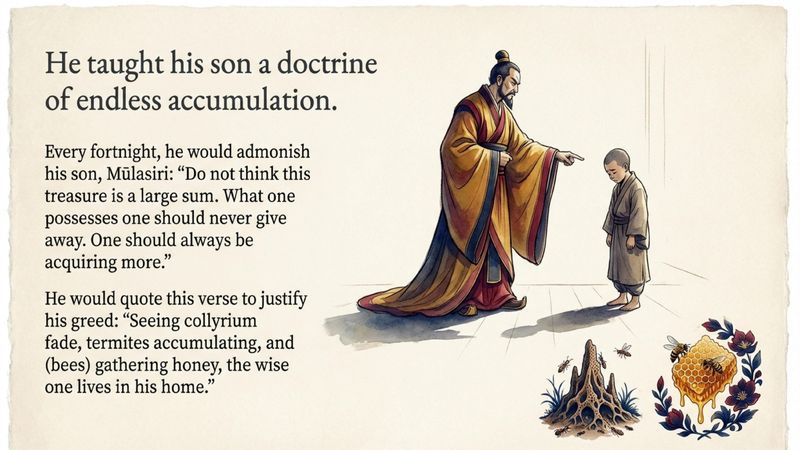 He taught his son a doctrine
of endless accumulation.
Every fortnight, he would admonish
his son, Mūlasiri: “Do not think this
treasure is a large sum. What one
possesses one should never give
away. One should always be
acquiring more.”
He would quote this verse to justify
his greed: “Seeing collyrium
fade, termites accumulating, and
(bees) gathering honey, the wise
one lives in his home.”